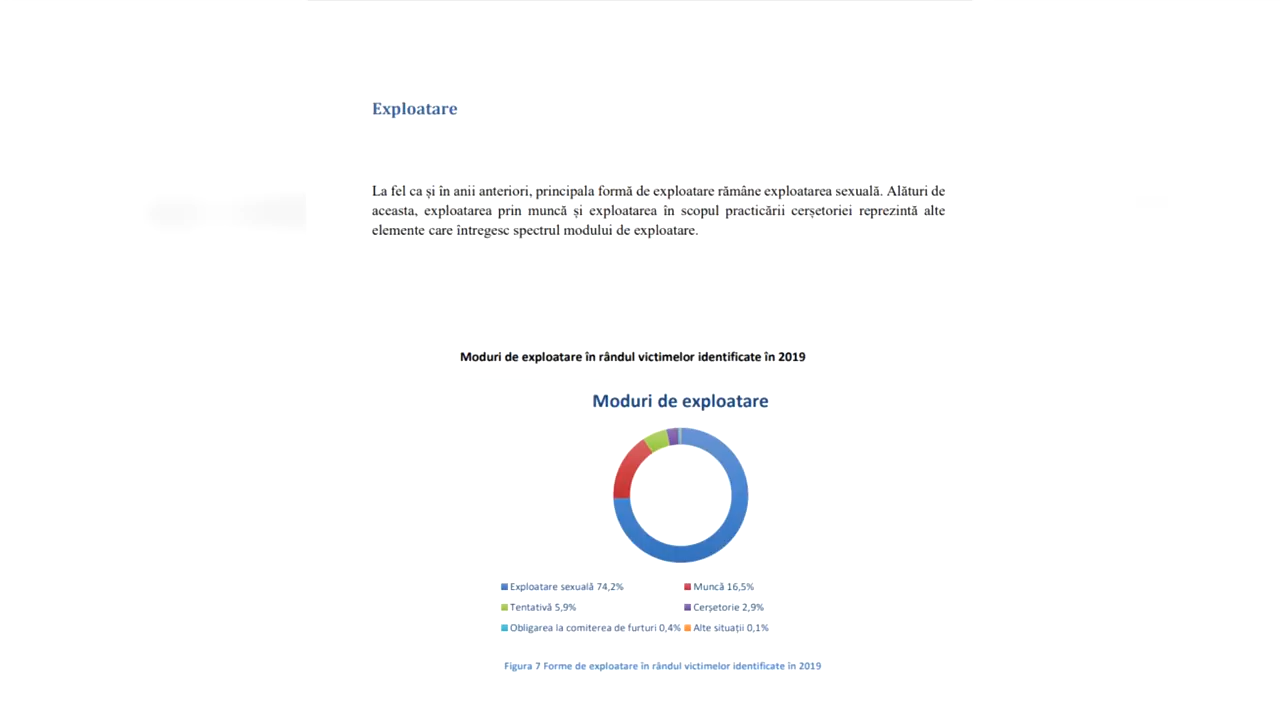 Exploatare
La fel ca și în anii anteriori, principala formă de exploatare rămâne exploatarea sexuală. Alături de
aceasta, exploatarea prin muncă și exploatarea în scopul practicării cerșetoriei reprezintă alte
elemente care întregesc spectrul modului de exploatare.
Moduri de exploatare în rândul victimelor identificate în 2019
Moduri de exploatare
Exploatare sexuală 74,2% Muncă 16,5%
Tentativă 5,9% Cerșetorie 2,9%
Obligarea la comiterea de furturi 0,4% Alte situații 0,1%
Figura 7 Forme de exploatare în rândul victimelor identificate în 2019